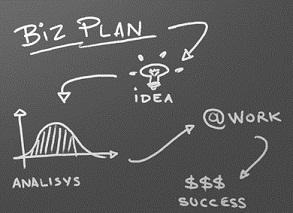 Biz PLAN
iDEA
@WORK
ANALISYS
$$$
SUCCESS